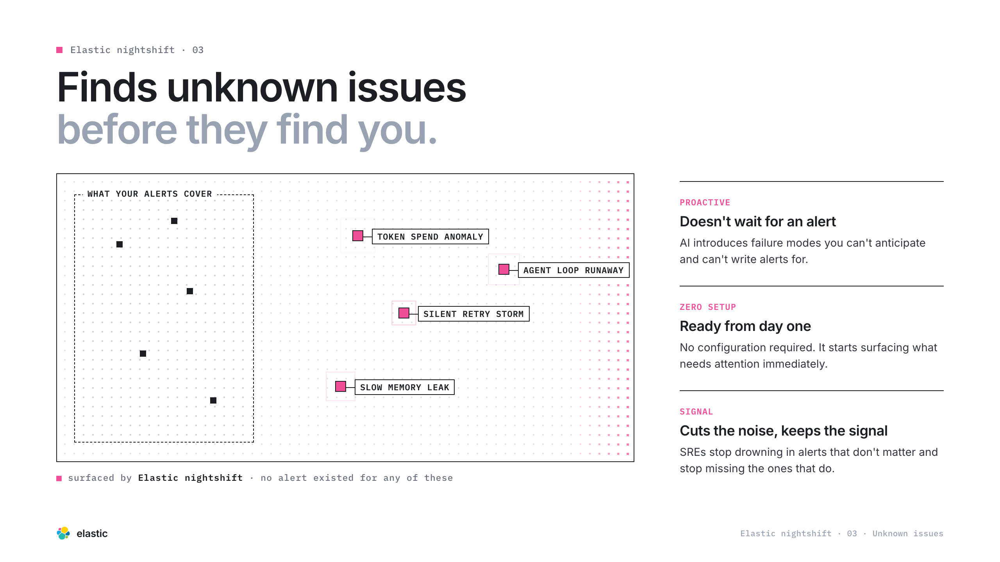 Elastic nightshift · 03
Finds unknown issues
before they find you.
WHAT YOUR ALERTS COVER
TOKEN SPEND ANOMALY
AGENT LOOP RUNAWAY
SILENT RETRY STORM
SLOW MEMORY LEAK
surfaced by Elastic nightshift · no alert existed for any of these
PROACTIVE
Doesn't wait for an alert
AI introduces failure modes you can't anticipate
and can't write alerts for.
ZERO SETUP
Ready from day one
No configuration required. It starts surfacing what
needs attention immediately.
SIGNAL
Cuts the noise, keeps the signal
SREs stop drowning in alerts that don't matter and
stop missing the ones that do.
elastic
Elastic nightshift · 03 · Unknown issues